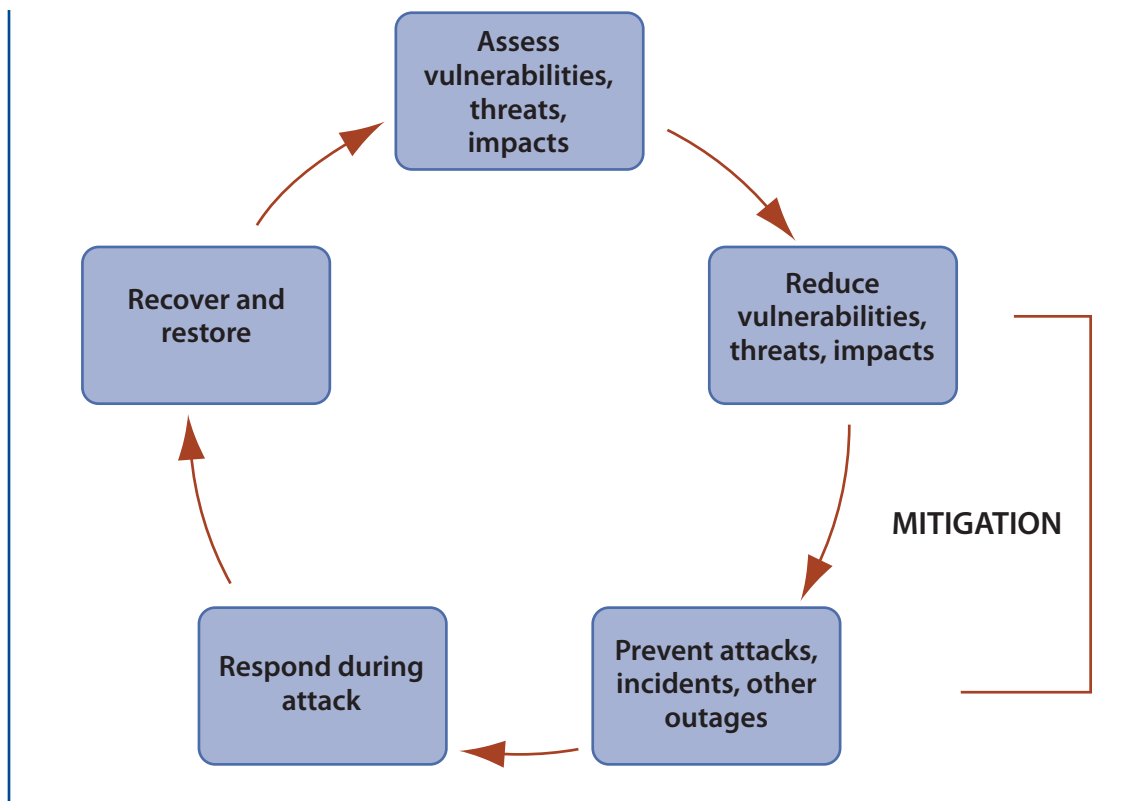 Assess
vulnerabilities,
threats,
impacts
Reduce
vulnerabilities,
threats, impacts
MITIGATION
Prevent attacks,
incidents, other
outages
Respond during
attack
Recover and
restore